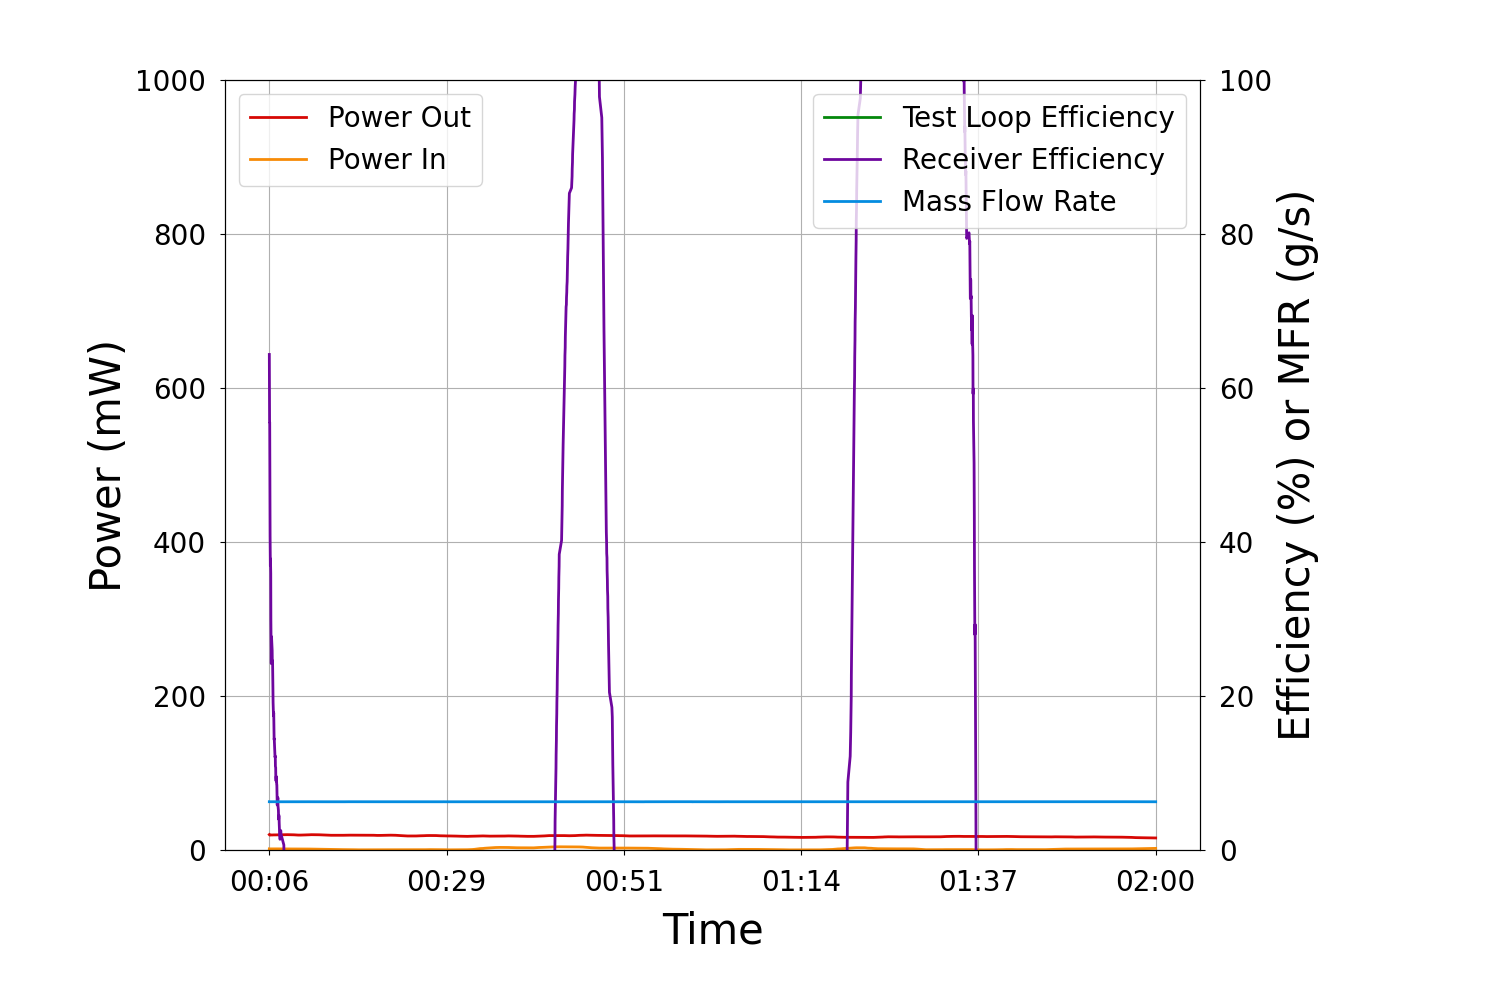 1000
800
600
400
200
0
Power (mW)
Power Out
Power In
Test Loop Efficiency
Receiver Efficiency
Mass Flow Rate
100
80
60
40
20
0
Efficiency (%) or MFR (g/s)
00:06 00:29 00:51 01:14 01:37 02:00
Time